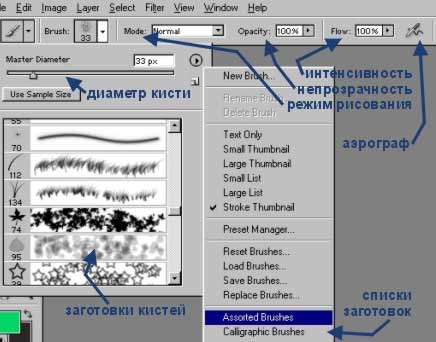 Edit Image Layer Select Filter View Window Help
Brush: 33 Mode: Normal Opacity: 100% Flow: 100%
Master Diameter 33 px
Use Sample Size
диаметр кисти
55
70
112
134
74
95
заготовки кистей
New Brush...
Rename Brush...
Delete Brush
Text Only
Small Thumbnail
Large Thumbnail
Small List
Large List
Stroke Thumbnail
Preset Manager...
Reset Brushes...
Load Brushes...
Save Brushes...
Replace Brushes...
Assorted Brushes
Calligraphic Brushes
интенсивность
непрозрачность
режим рисования
аэрограф
списки
заготовок